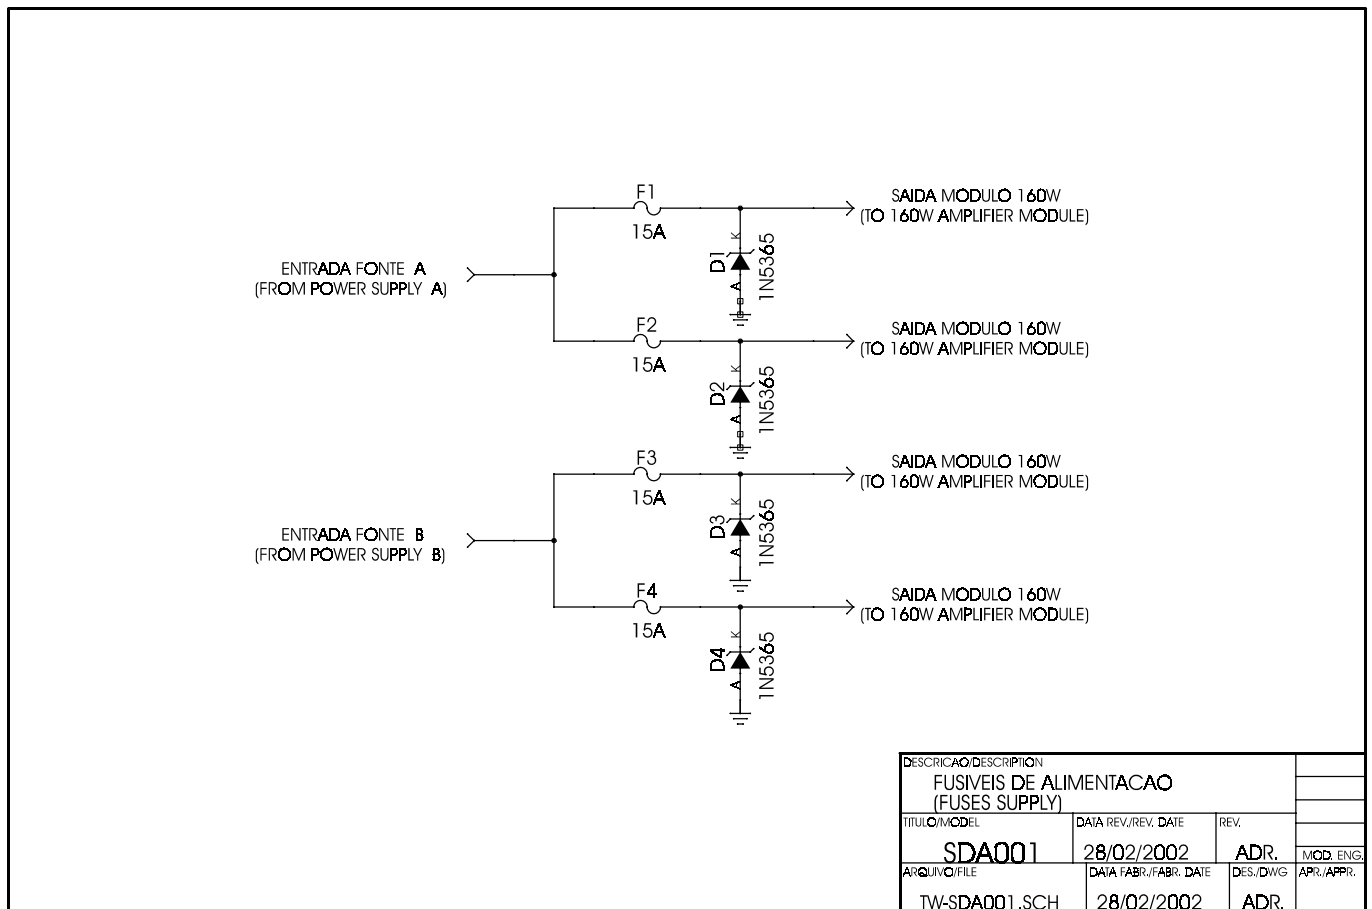 F1
15A
SAIDA MODULO 160W
(TO 160W AMPLIFIER MODULE)
K
D1
A
1N5365
ENTRADA FONTE A
(FROM POWER SUPPLY A)
F2
15A
SAIDA MODULO 160W
(TO 160W AMPLIFIER MODULE)
K
D2
A
1N5365
F3
15A
SAIDA MODULO 160W
(TO 160W AMPLIFIER MODULE)
K
D3
A
1N5365
ENTRADA FONTE B
(FROM POWER SUPPLY B)
F4
15A
SAIDA MODULO 160W
(TO 160W AMPLIFIER MODULE)
K
D4
A
1N5365
DESCRICAO/DESCRIPTION
FUSIVEIS DE ALIMENTACAO
(FUSES SUPPLY)
TITULO/MODEL
SDA001
DATA REV./REV. DATE
28/02/2002
REV.
ADR.
MOD. ENG.
ARQUIVO/FILE
TW-SDA001.SCH
DATA FABR./FABR. DATE
28/02/2002
DES./DWG
ADR.
APR./APPR.